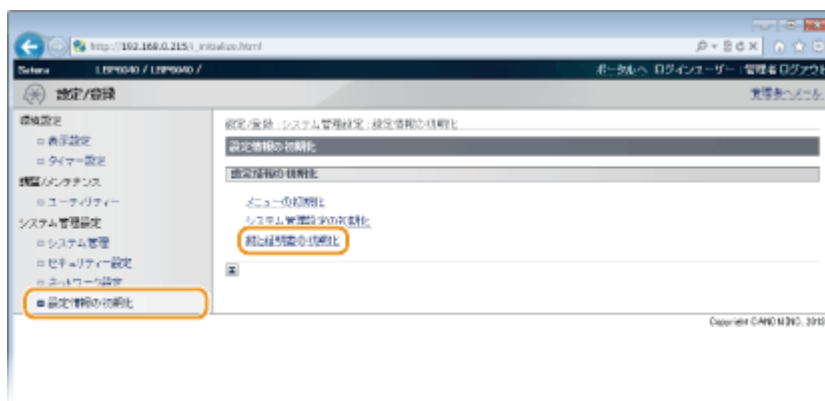 http://192.168.0.215/i_initialize.html
Satera LBP9040 / LBP9040 / ポータルへ ログインユーザー： 管理者 ログアウト
設定/登録 管理者へメール
環境設定
表示設定
タイマー設定
調整/メンテナンス
ユーティリティー
システム管理設定
システム管理
セキュリティー設定
ネットワーク設定
設定情報の初期化
設定/登録 : システム管理設定 : 設定情報の初期化
設定情報の初期化
設定情報の初期化
メニューの初期化
システム管理設定の初期化
鍵と証明書の初期化
Copyright CANON INC. 2013